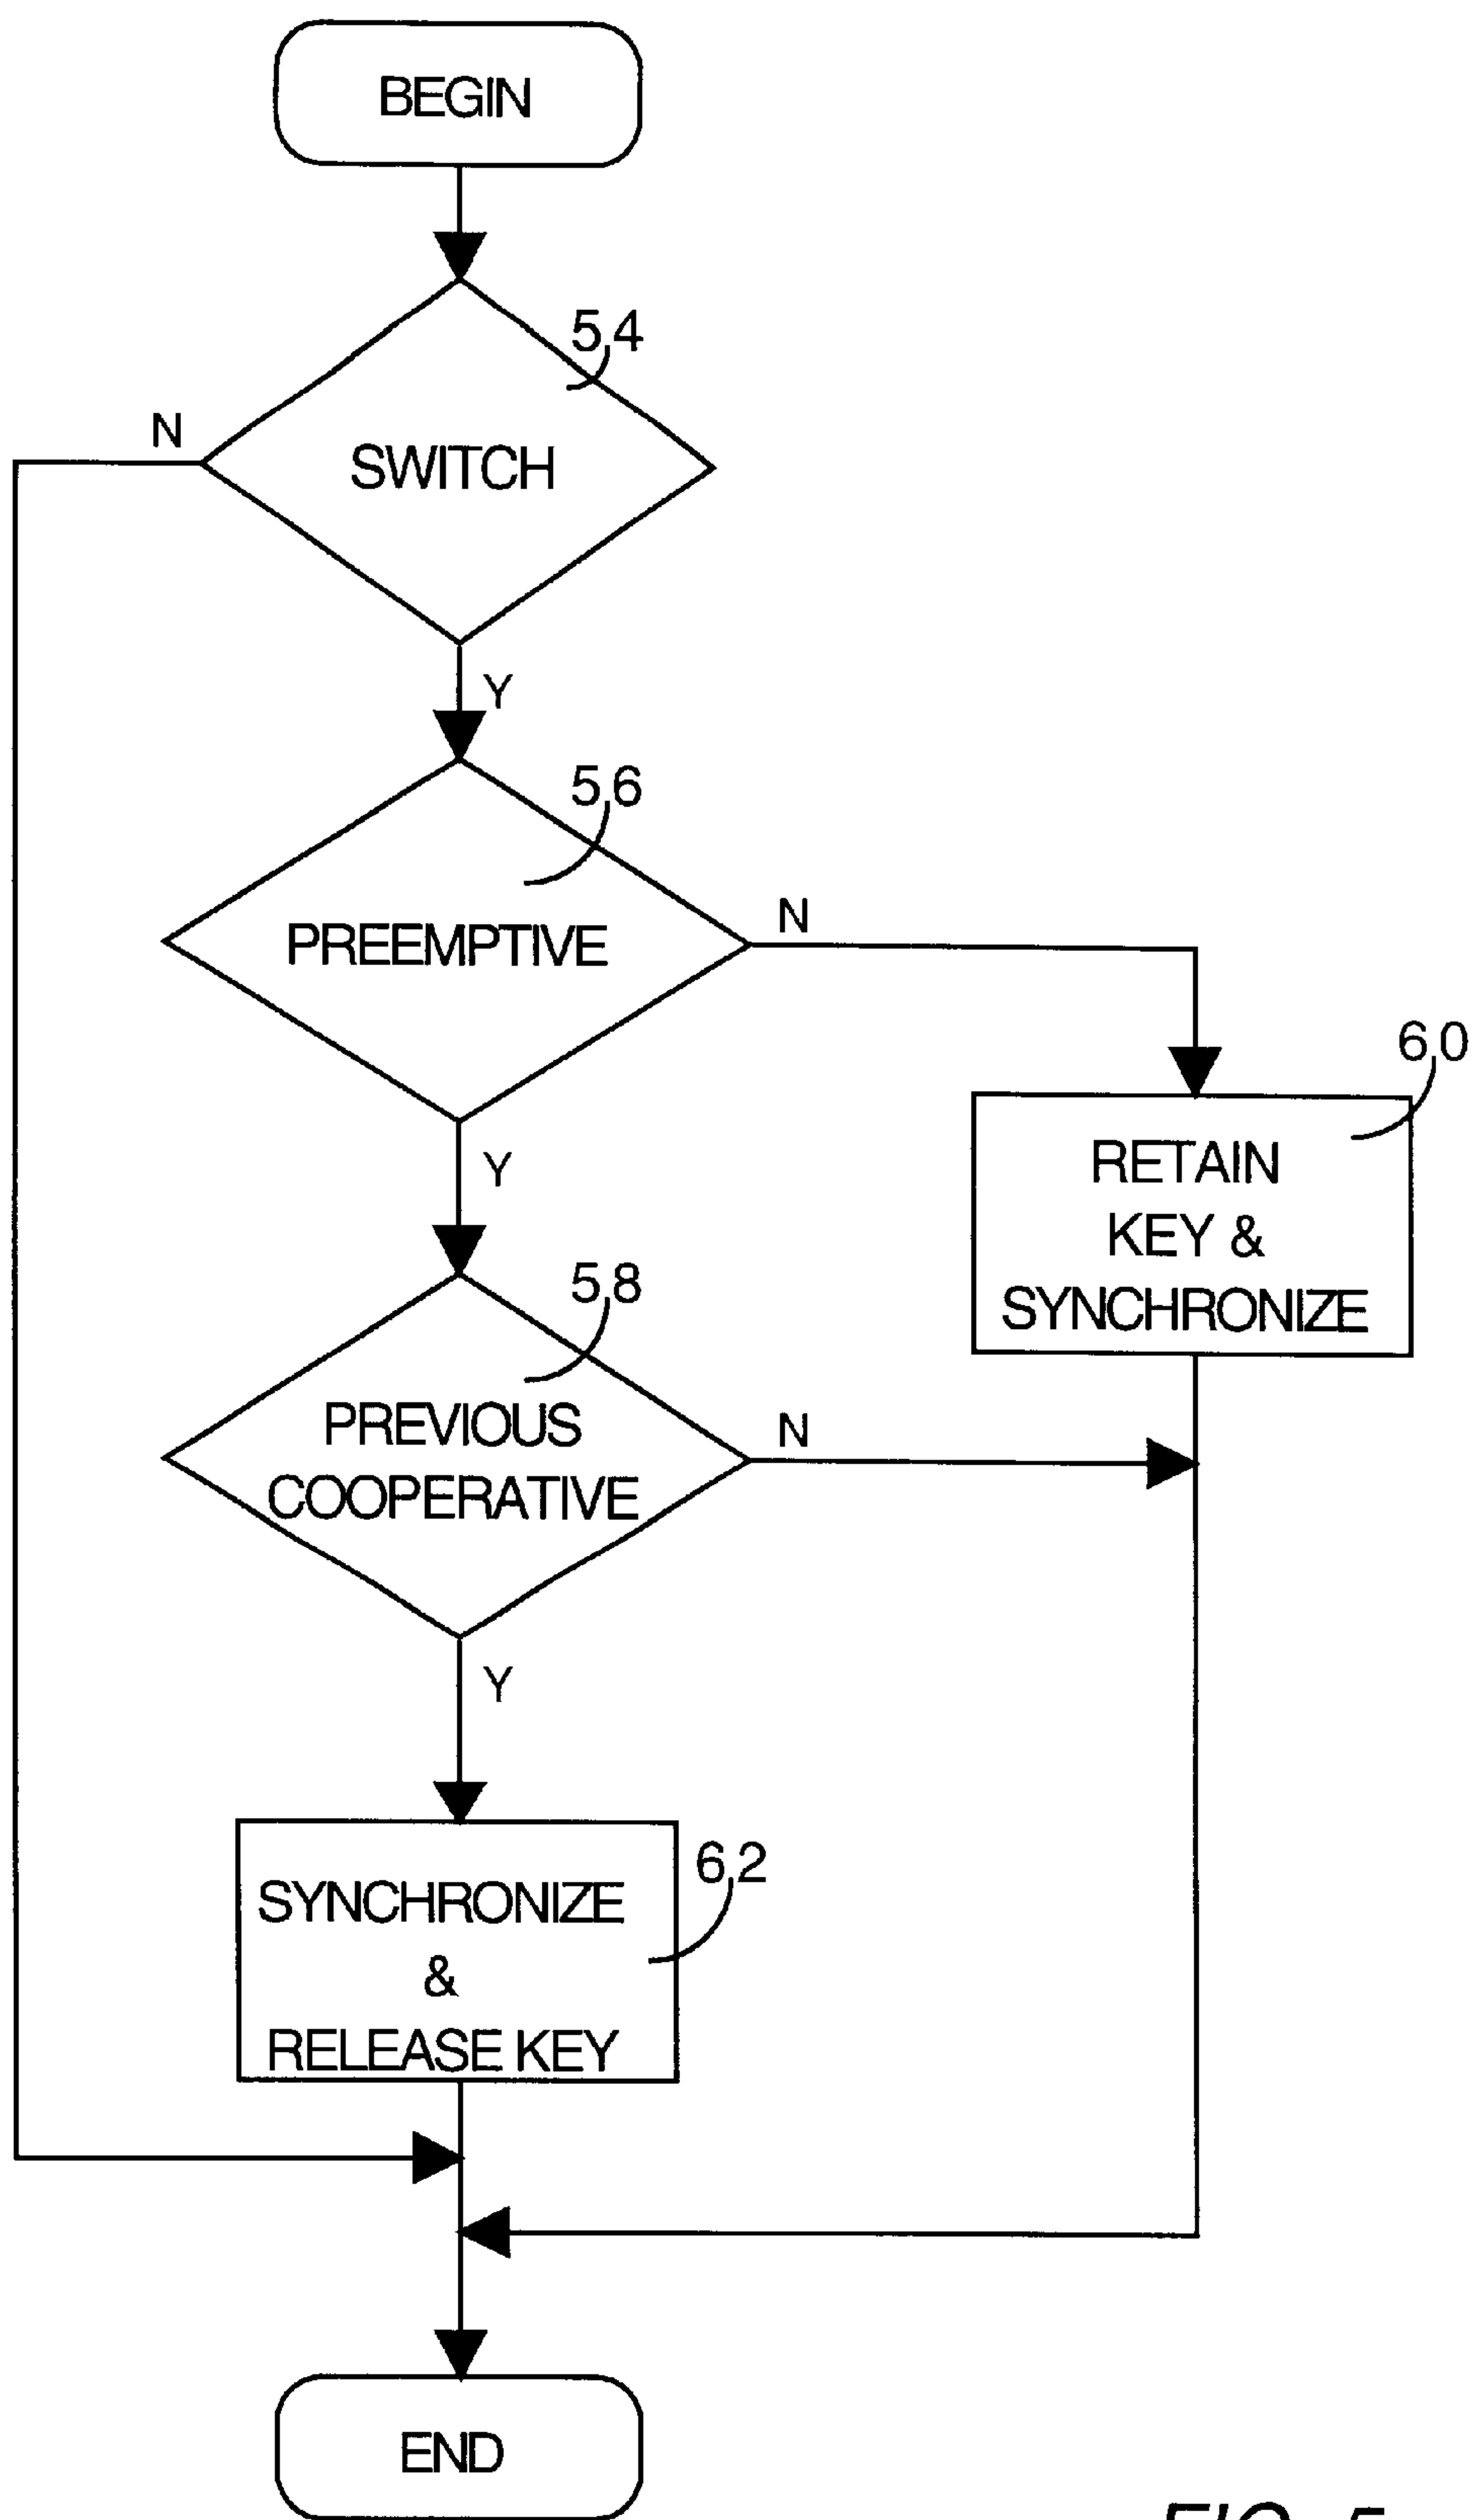 BEGIN
54
N
SWITCH
Y
56
PREEMPTIVE
N
60
Y
RETAIN
KEY &
SYNCHRONIZE
58
PREVIOUS
COOPERATIVE
N
Y
62
SYNCHRONIZE
&
RELEASE KEY
END